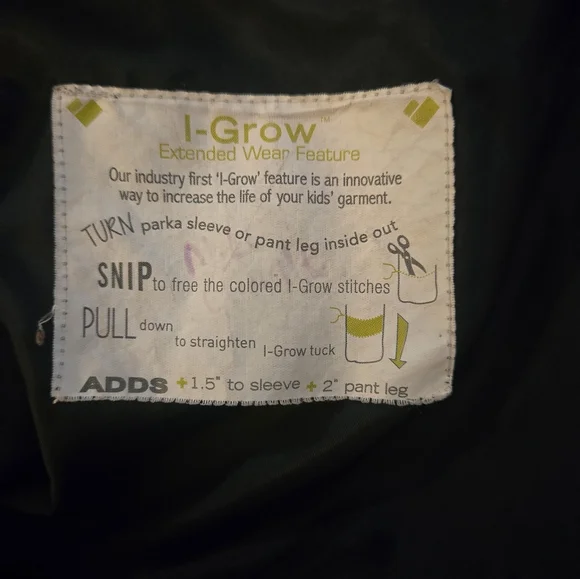 I-Grow™
Extended Wear Feature
Our industry first 'I-Grow' feature is an innovative
way to increase the life of your kids' garment.
TURN parka sleeve or pant leg inside out
SNIP to free the colored I-Grow stitches
PULL down
to straighten I-Grow tuck
ADDS +1.5" to sleeve + 2" pant leg